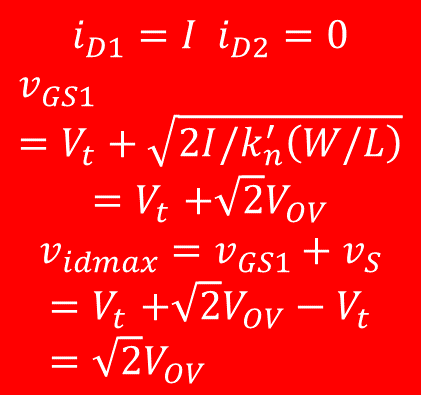 i_{D1} = I  i_{D2} = 0
v_{GS1}
= V_t + √(2I/k'_n(W/L))
= V_t +√2V_{OV}
v_{idmax} = v_{GS1} + v_S
= V_t +√2V_{OV} − V_t
= √2V_{OV}